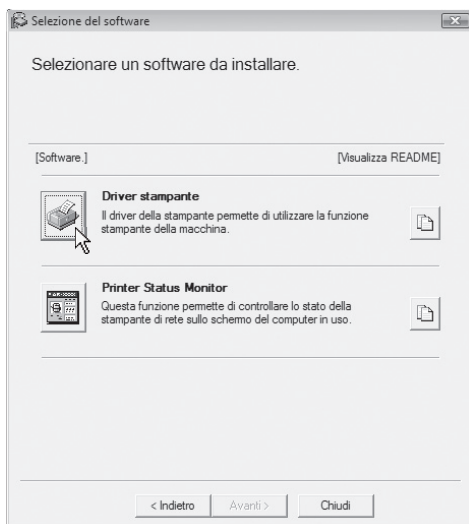 Selezione del software
Selezionare un software da installare.
[Software.] [Visualizza README]
Driver stampante
Il driver della stampante permette di utilizzare la funzione
stampante della macchina.
Printer Status Monitor
Questa funzione permette di controllare lo stato della
stampante di rete sullo schermo del computer in uso.
< Indietro Avanti > Chiudi